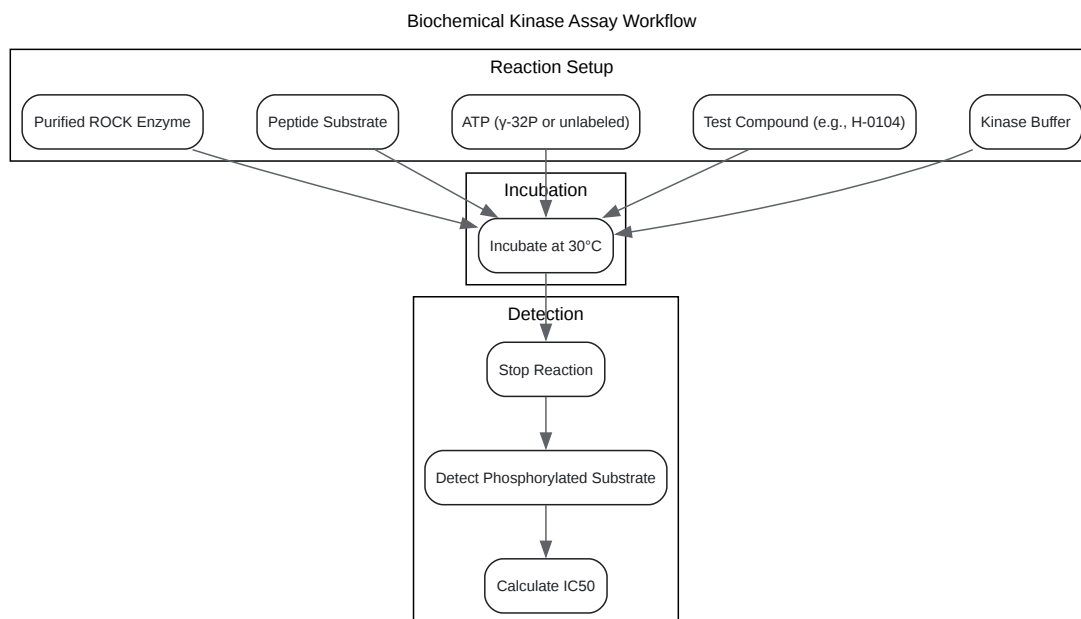 Biochemical Kinase Assay Workflow
Reaction Setup
Purified ROCK Enzyme
Peptide Substrate
ATP (γ-32P or unlabeled)
Test Compound (e.g., H-0104)
Kinase Buffer
Incubation
Incubate at 30°C
Detection
Stop Reaction
Detect Phosphorylated Substrate
Calculate IC50